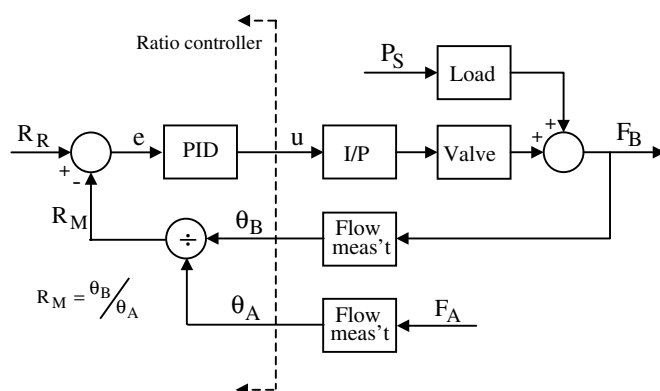 Ratio controller
P_S
Load
R_R
+
-
e
PID
u
I/P
Valve
+
+
F_B
R_M
÷
θ_B
Flow
meas't
R_M = θ_B/θ_A
θ_A
Flow
meas't
F_A